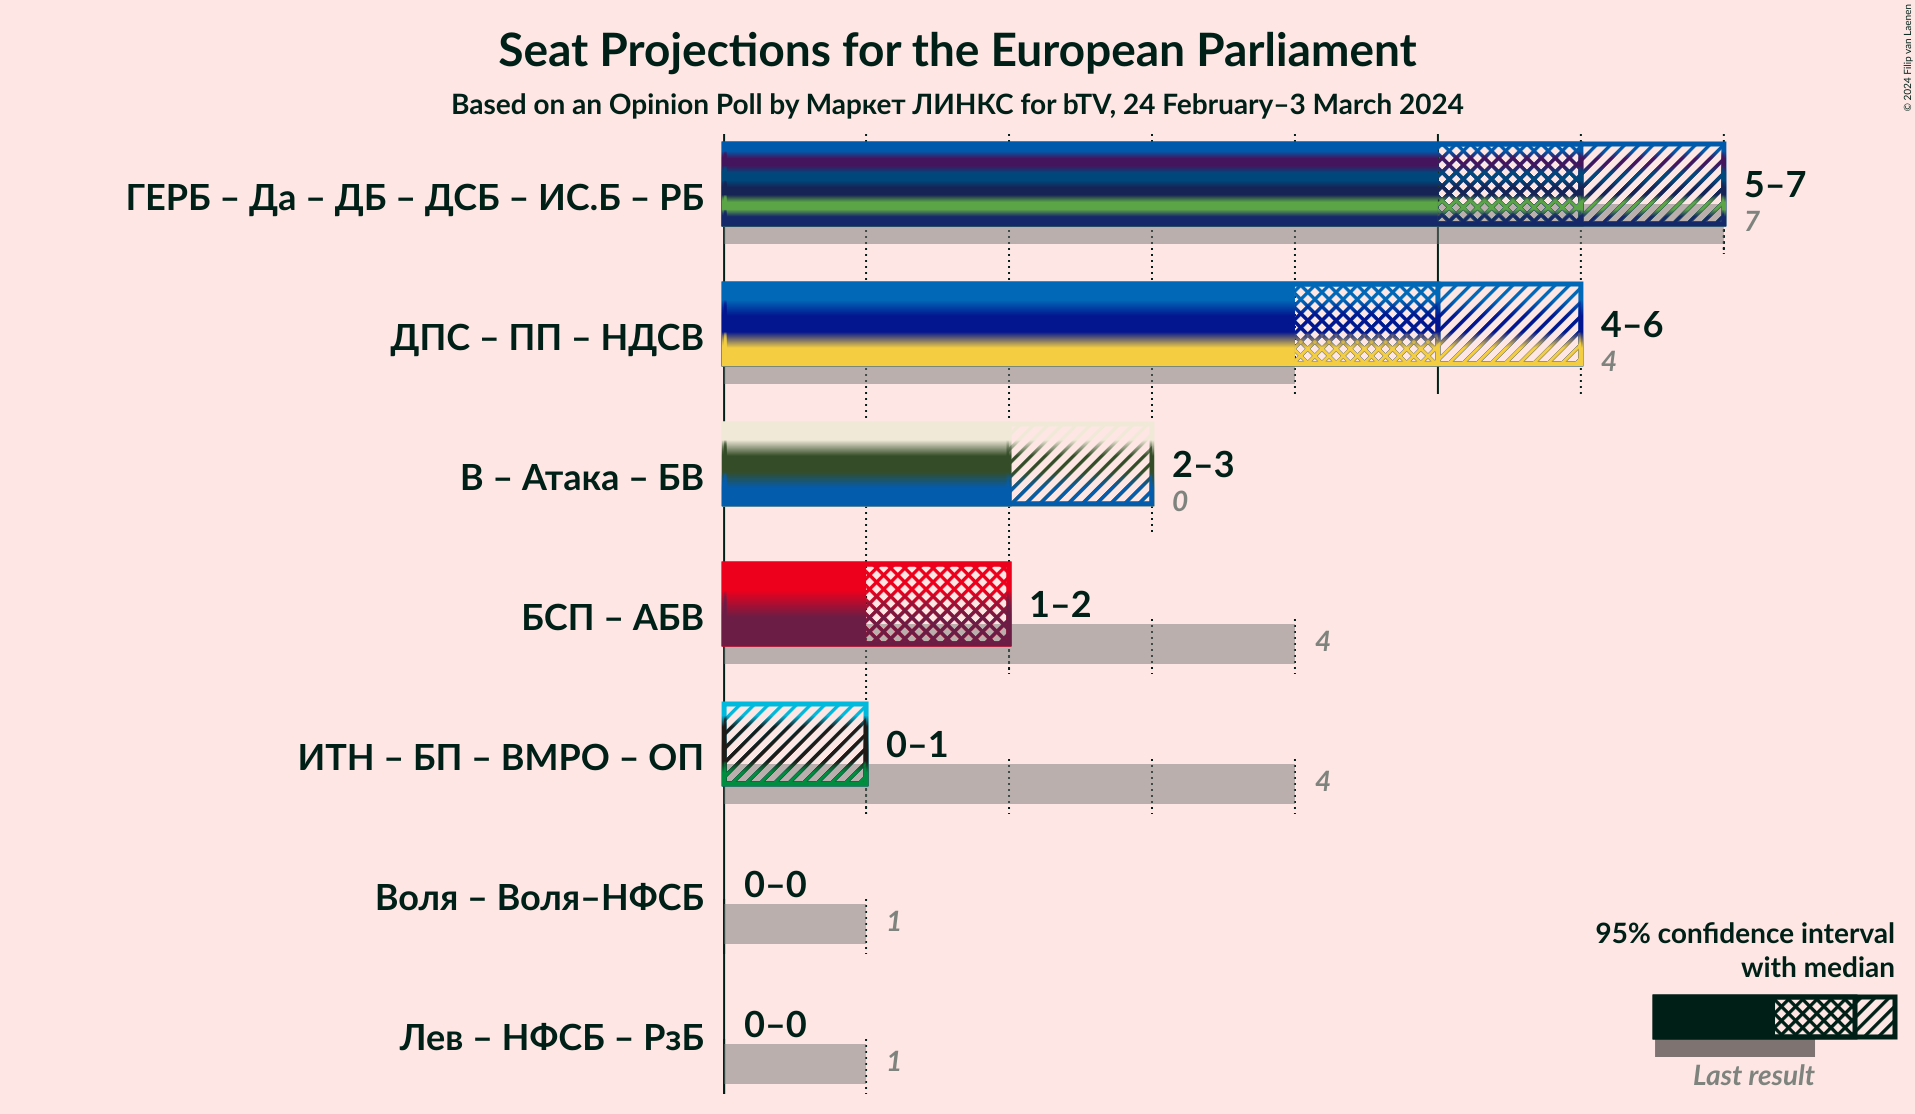 Seat Projections for the European Parliament
Based on an Opinion Poll by Маркет ЛИНКС for bTV, 24 February–3 March 2024
© 2024 Filip van Laenen
ГЕРБ – Да – ДБ – ДСБ – ИС.Б – РБ
5–7
7
ДПС – ПП – НДСВ
4–6
4
В – Атака – БВ
2–3
0
БСП – АБВ
1–2
4
ИТН – БП – ВМРО – ОП
0–1
4
Воля – Воля–НФСБ
0–0
1
Лев – НФСБ – РзБ
0–0
1
95% confidence interval
with median
Last result